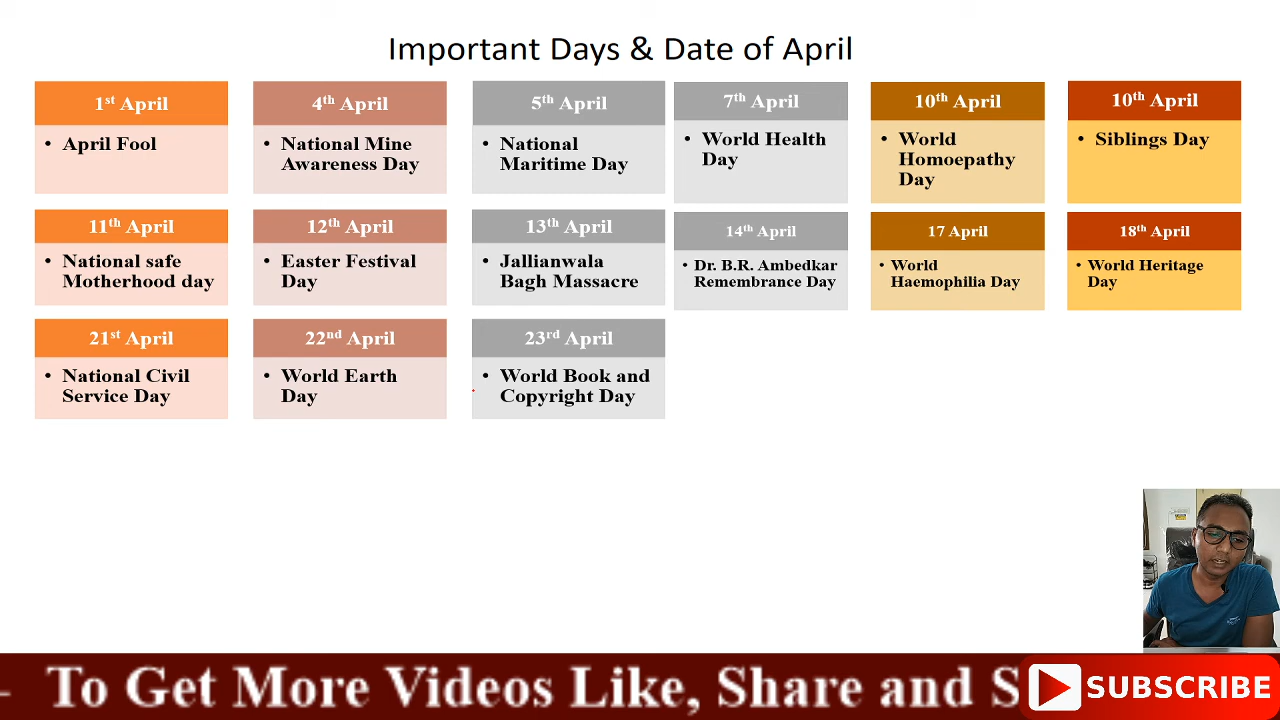 Important Days & Date of April
1st April
• April Fool
4th April
• National Mine
Awareness Day
5th April
• National
Maritime Day
7th April
• World Health
Day
10th April
• World
Homoepathy
Day
10th April
• Siblings Day
11th April
• National safe
Motherhood day
12th April
• Easter Festival
Day
13th April
• Jallianwala
Bagh Massacre
14th April
• Dr. B.R. Ambedkar
Remembrance Day
17 April
• World
Haemophilia Day
18th April
• World Heritage
Day
21st April
• National Civil
Service Day
22nd April
• World Earth
Day
23rd April
• World Book and
Copyright Day
- To Get More Videos Like, Share and S
SUBSCRIBE